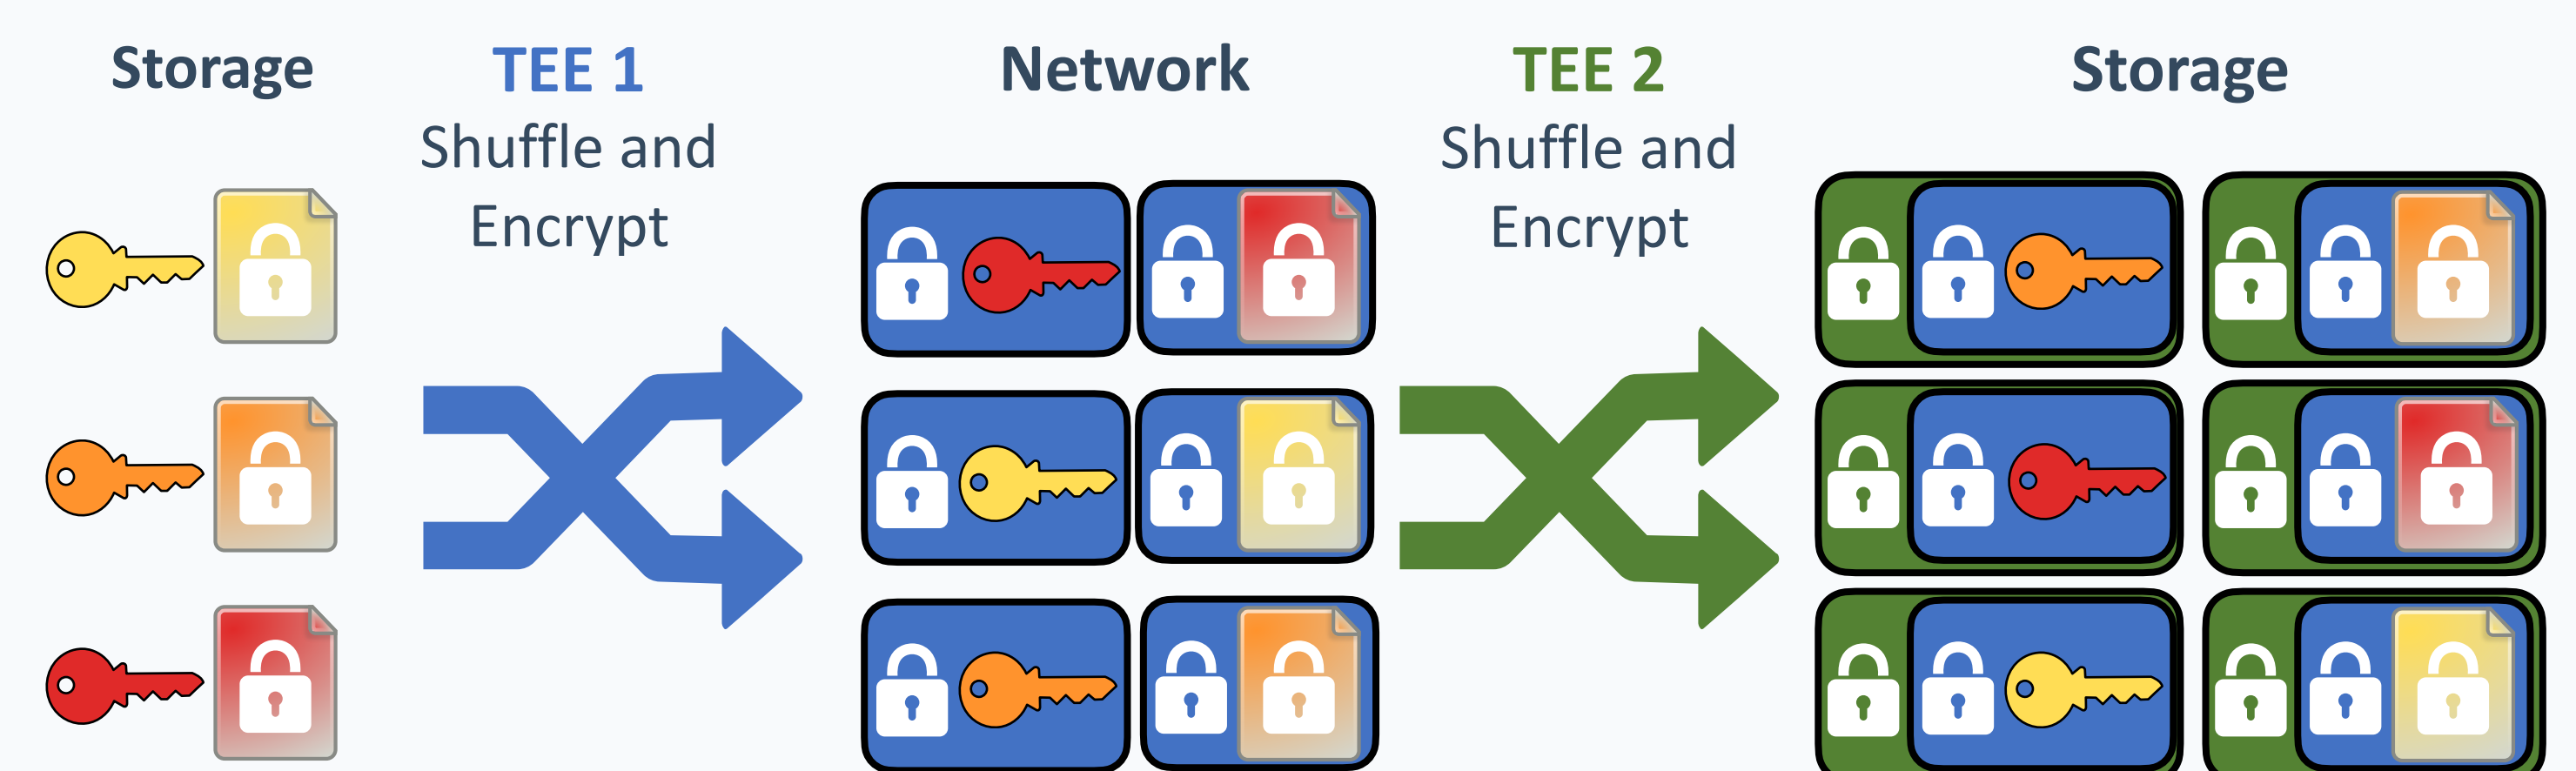 Storage
TEE 1
Shuffle and
Encrypt
Network
TEE 2
Shuffle and
Encrypt
Storage